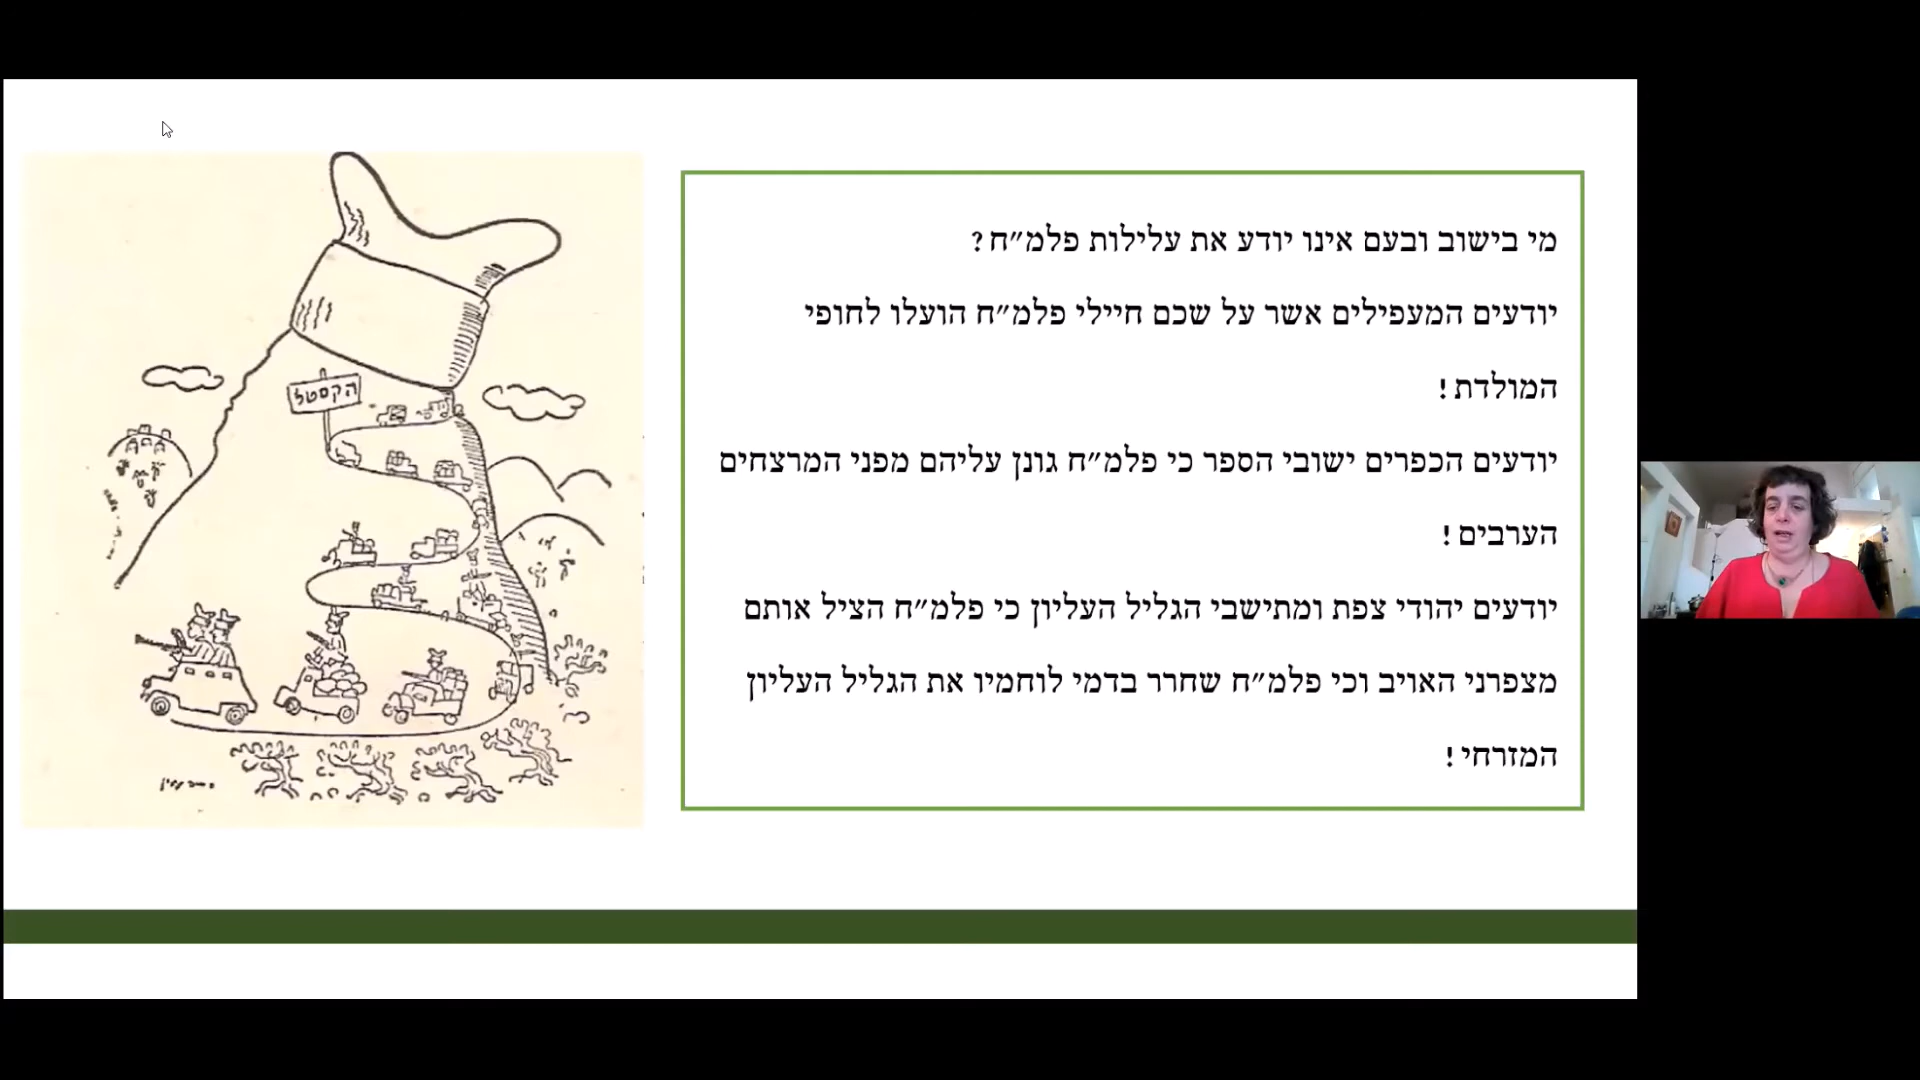 מי בישוב ובעם אינו יודע את עלילות פלמ״ח?
יודעים המעפילים אשר על שכם חיילי פלמ״ח הועלו לחופי
המולדת!
יודעים הכפרים ישובי הספר כי פלמ״ח גונן עליהם מפני המרצחים
הערבים!
יודעים יהודי צפת ומתישבי הגליל העליון כי פלמ״ח הציל אותם
מצפרני האויב וכי פלמ״ח שחרר בדמי לוחמיו את הגליל העליון
המזרחי!
הקסטל